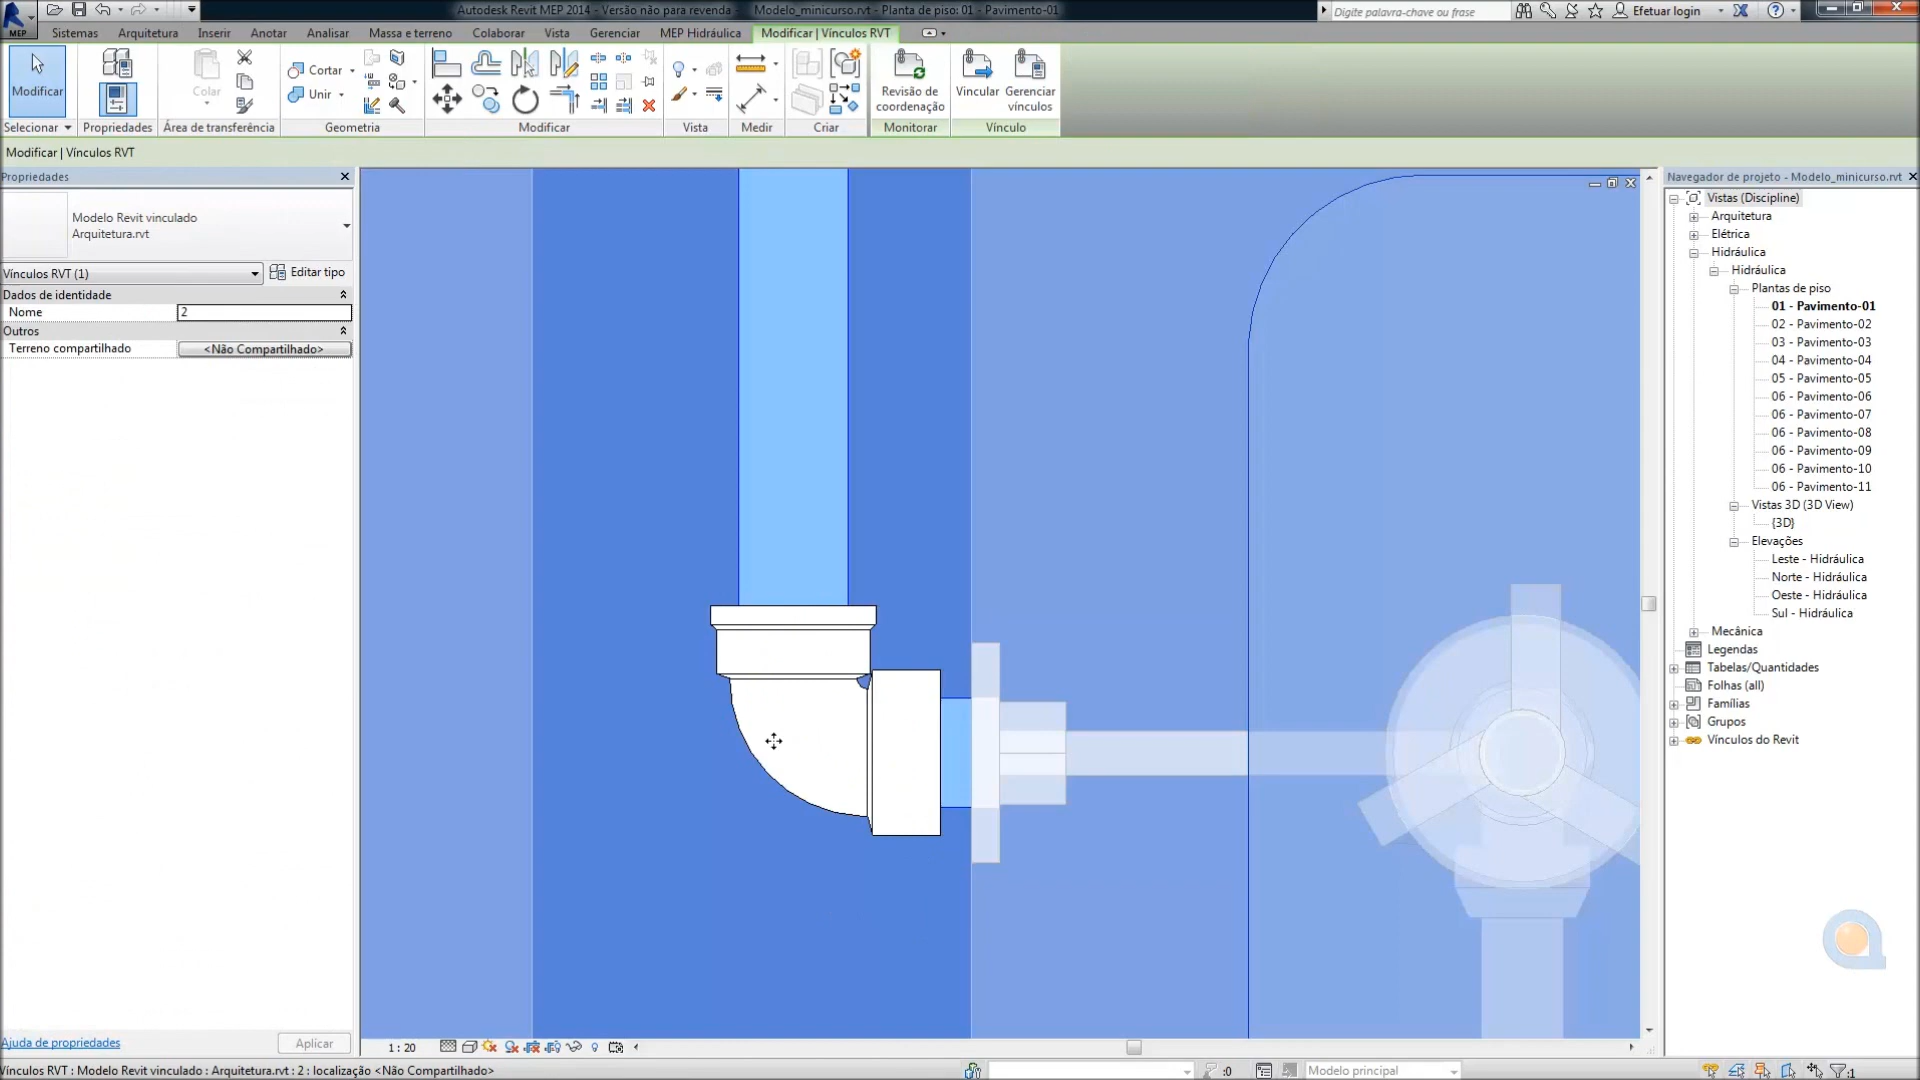 Autodesk Revit MEP 2014 - Versão não para revenda - Modelo_minicurso.rvt - Planta de piso: 01 - Pavimento-01
Digite palavra-chave ou frase
Efetuar login
MEP
Sistemas
Arquitetura
Inserir
Anotar
Analisar
Massa e terreno
Colaborar
Vista
Gerenciar
MEP Hidráulica
Modificar | Vínculos RVT
Modificar
Colar
Cortar
Unir
Revisão de coordenação
Vincular
Gerenciar vínculos
Selecionar
Propriedades
Área de transferência
Geometria
Modificar
Vista
Medir
Criar
Monitorar
Vínculo
Modificar | Vínculos RVT
Propriedades
Modelo Revit vinculado
Arquitetura.rvt
Vínculos RVT (1)
Editar tipo
Dados de identidade
Nome
2
Outros
Terreno compartilhado
<Não Compartilhado>
Ajuda de propriedades
Aplicar
Navegador de projeto - Modelo_minicurso.rvt
Vistas (Discipline)
Arquitetura
Elétrica
Hidráulica
Hidráulica
Plantas de piso
01 - Pavimento-01
02 - Pavimento-02
03 - Pavimento-03
04 - Pavimento-04
05 - Pavimento-05
06 - Pavimento-06
06 - Pavimento-07
06 - Pavimento-08
06 - Pavimento-09
06 - Pavimento-10
06 - Pavimento-11
Vistas 3D (3D View)
{3D}
Elevações
Leste - Hidráulica
Norte - Hidráulica
Oeste - Hidráulica
Sul - Hidráulica
Mecânica
Legendas
Tabelas/Quantidades
Folhas (all)
Famílias
Grupos
Vínculos do Revit
1 : 20
Vínculos RVT : Modelo Revit vinculado : Arquitetura.rvt : 2 : localização <Não Compartilhado>
:0
Modelo principal
:1